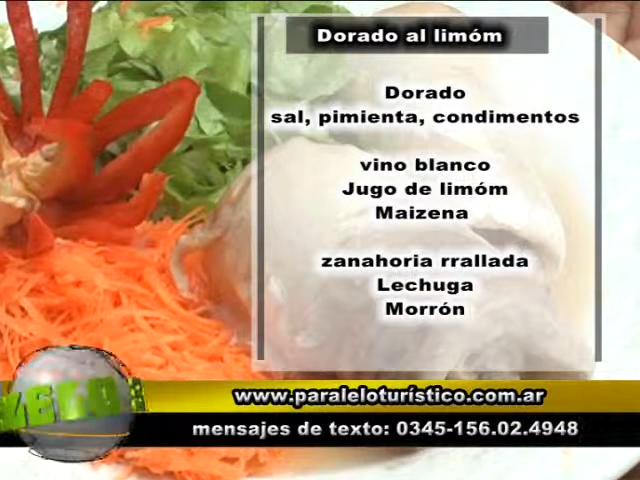 Dorado al limóm
Dorado
sal, pimienta, condimentos
vino blanco
Jugo de limóm
Maizena
zanahoria rrallada
Lechuga
Morrón
www.paraleloturístico.com.ar
mensajes de texto: 0345-156.02.4948